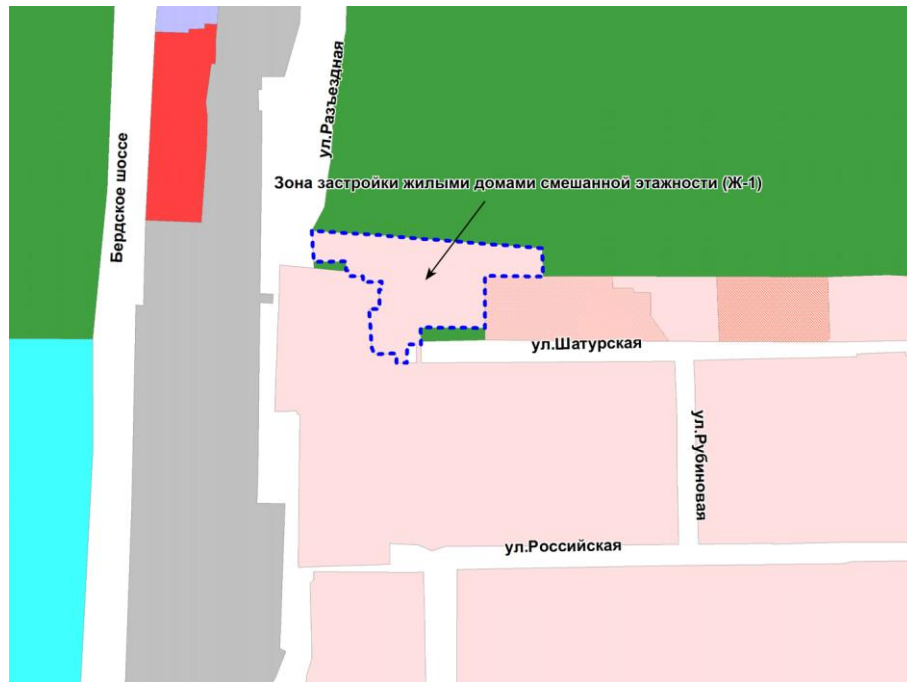 ул.Разъездная
Зона застройки жилыми домами смешанной этажности (Ж-1)
Бердское шоссе
ул.Шатурская
ул.Рубиновая
ул.Российская